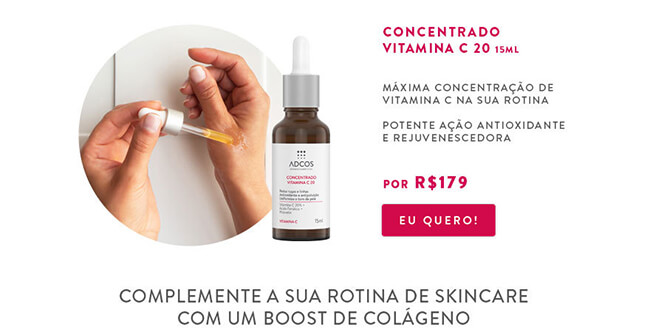 CONCENTRADO
VITAMINA C 20 15ML
MÁXIMA CONCENTRAÇÃO DE
VITAMINA C NA SUA ROTINA
POTENTE AÇÃO ANTIOXIDANTE
E REJUVENESCEDORA
POR R$179
EU QUERO!
ADCOS
CONCENTRADO
VITAMINA C 20
VITAMINA C
15ml
COMPLEMENTE A SUA ROTINA DE SKINCARE
COM UM BOOST DE COLÁGENO